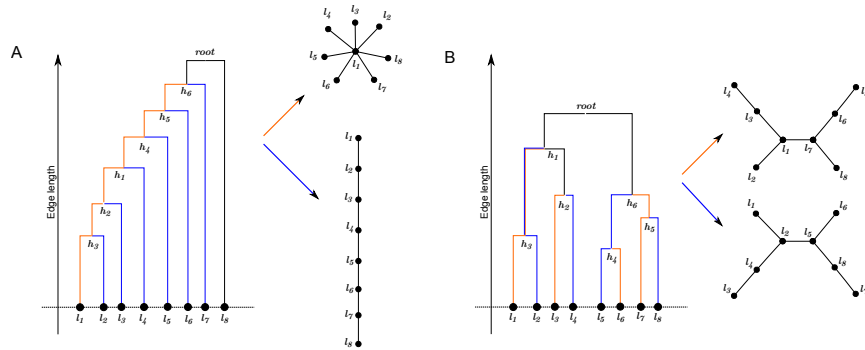 A
Edge length
root
h6
h5
h4
h1
h2
h3
l1 l2 l3 l4 l5 l6 l7 l8
l3
l4 l2
l5 l8
l1
l6 l7
l1
l2
l3
l4
l5
l6
l7
l8
B
Edge length
root
h1
h2 h6
h5
h3 h4
l1 l2 l3 l4 l5 l6 l7 l8
l4
l3 l6
l1 l7
l2 l8
l1 l6
l2 l5
l4 l8
l3